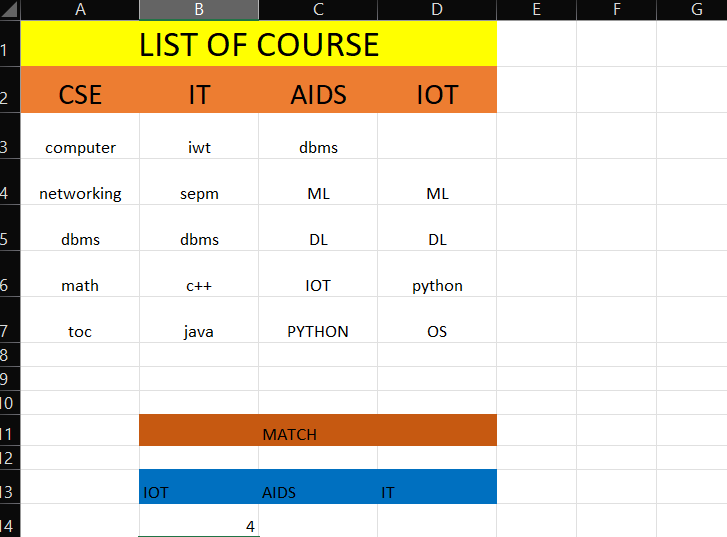 A B C D E F G
1 LIST OF COURSE
2 CSE IT AIDS IOT
3 computer iwt dbms
4 networking sepm ML ML
5 dbms dbms DL DL
6 math c++ IOT python
7 toc java PYTHON OS
8
9
10
11 MATCH
12
13 IOT AIDS IT
14 4